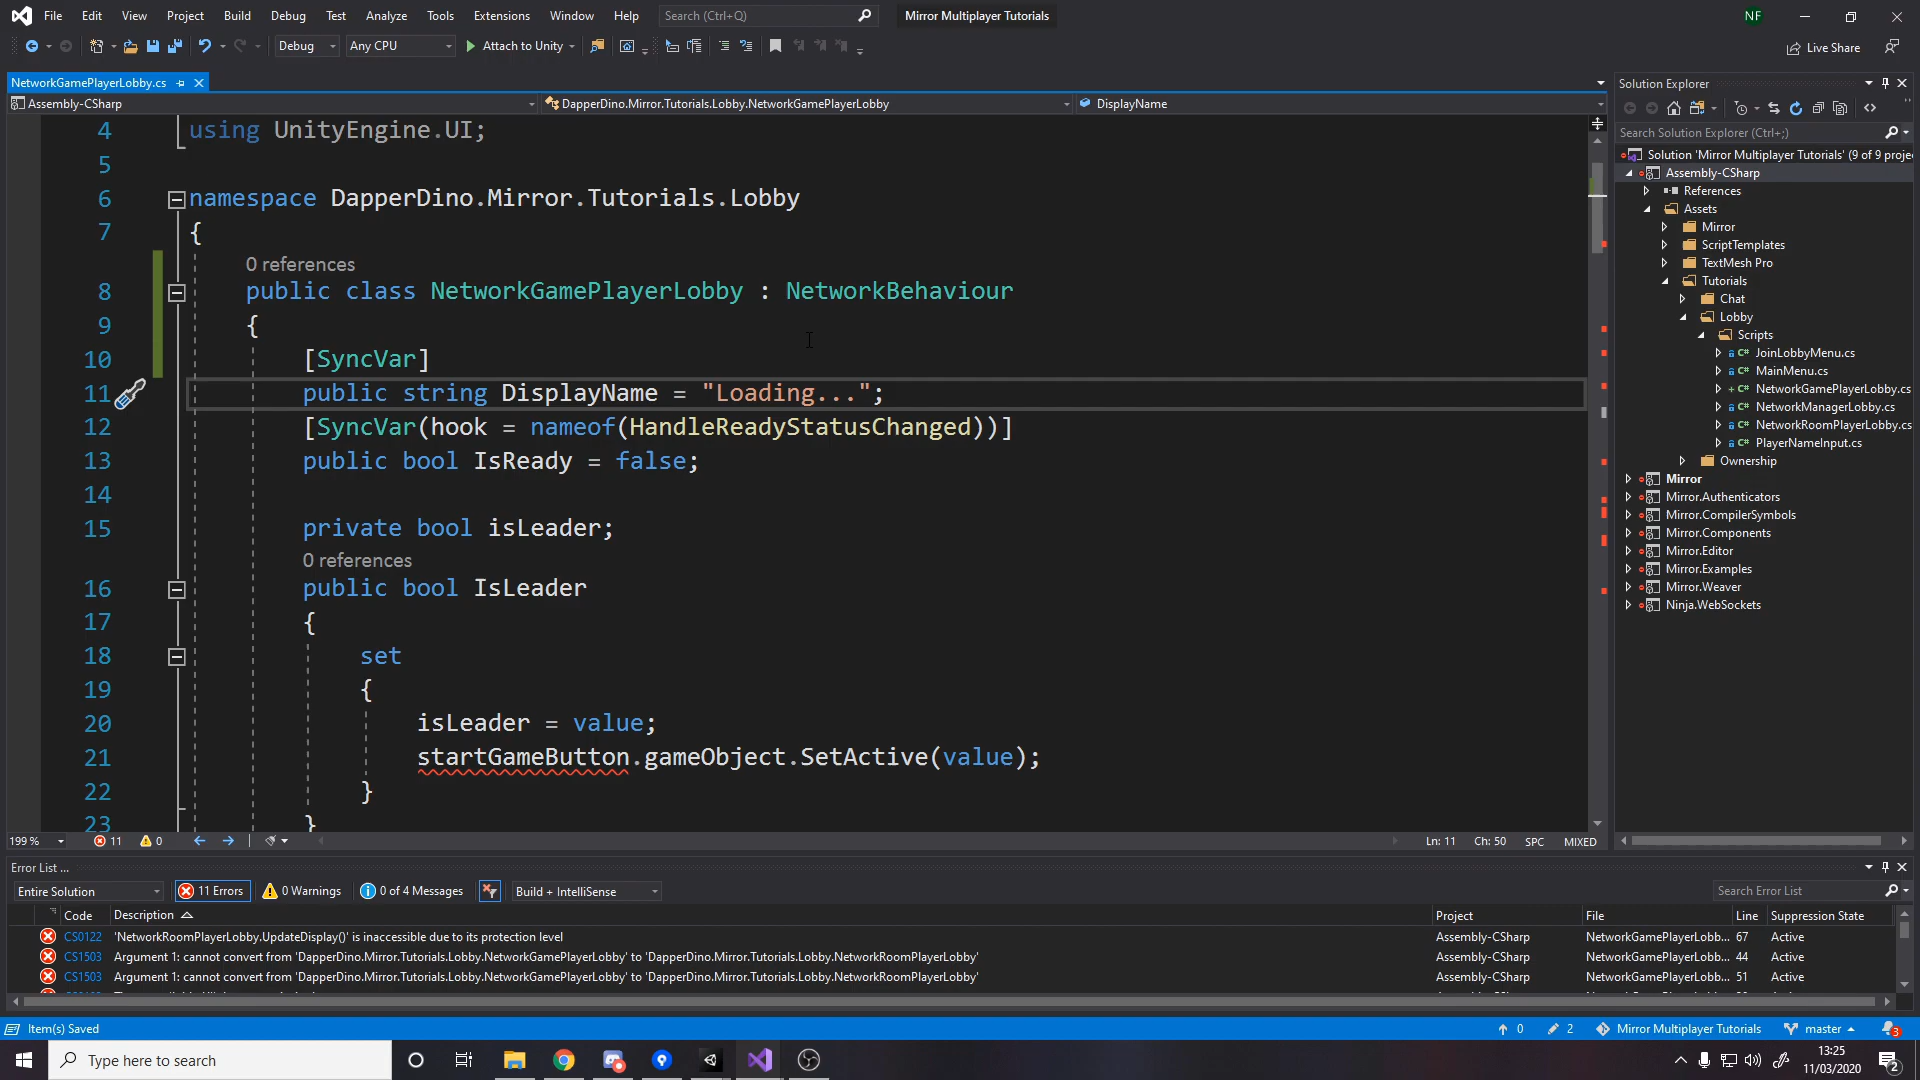 File Edit View Project Build Debug Test Analyze Tools Extensions Window Help Search (Ctrl+Q) Mirror Multiplayer Tutorials NF
Debug Any CPU Attach to Unity Live Share
NetworkGamePlayerLobby.cs
Assembly-CSharp DapperDino.Mirror.Tutorials.Lobby.NetworkGamePlayerLobby DisplayName
4 using UnityEngine.UI;
5
6 namespace DapperDino.Mirror.Tutorials.Lobby
7 {
0 references
8 public class NetworkGamePlayerLobby : NetworkBehaviour
9 {
10 [SyncVar]
11 public string DisplayName = "Loading...";
12 [SyncVar(hook = nameof(HandleReadyStatusChanged))]
13 public bool IsReady = false;
14
15 private bool isLeader;
0 references
16 public bool IsLeader
17 {
18 set
19 {
20 isLeader = value;
21 startGameButton.gameObject.SetActive(value);
22 }
23 }
199 % 11 0 Ln: 11 Ch: 50 SPC MIXED
Solution Explorer
Search Solution Explorer (Ctrl+;)
Solution 'Mirror Multiplayer Tutorials' (9 of 9 proje
Assembly-CSharp
References
Assets
Mirror
ScriptTemplates
TextMesh Pro
Tutorials
Chat
Lobby
Scripts
C# JoinLobbyMenu.cs
C# MainMenu.cs
C# NetworkGamePlayerLobby.cs
C# NetworkManagerLobby.cs
C# NetworkRoomPlayerLobby.cs
C# PlayerNameInput.cs
Ownership
Mirror
Mirror.Authenticators
Mirror.CompilerSymbols
Mirror.Components
Mirror.Editor
Mirror.Examples
Mirror.Weaver
Ninja.WebSockets
Error List ...
Entire Solution 11 Errors 0 Warnings 0 of 4 Messages Build + IntelliSense Search Error List
Code Description Project File Line Suppression State
CS0122 'NetworkRoomPlayerLobby.UpdateDisplay()' is inaccessible due to its protection level Assembly-CSharp NetworkGamePlayerLobb... 67 Active
CS1503 Argument 1: cannot convert from 'DapperDino.Mirror.Tutorials.Lobby.NetworkGamePlayerLobby' to 'DapperDino.Mirror.Tutorials.Lobby.NetworkRoomPlayerLobby' Assembly-CSharp NetworkGamePlayerLobb... 44 Active
CS1503 Argument 1: cannot convert from 'DapperDino.Mirror.Tutorials.Lobby.NetworkGamePlayerLobby' to 'DapperDino.Mirror.Tutorials.Lobby.NetworkRoomPlayerLobby' Assembly-CSharp NetworkGamePlayerLobb... 51 Active
Item(s) Saved 0 2 Mirror Multiplayer Tutorials master 3
Type here to search 13:25
11/03/2020 2